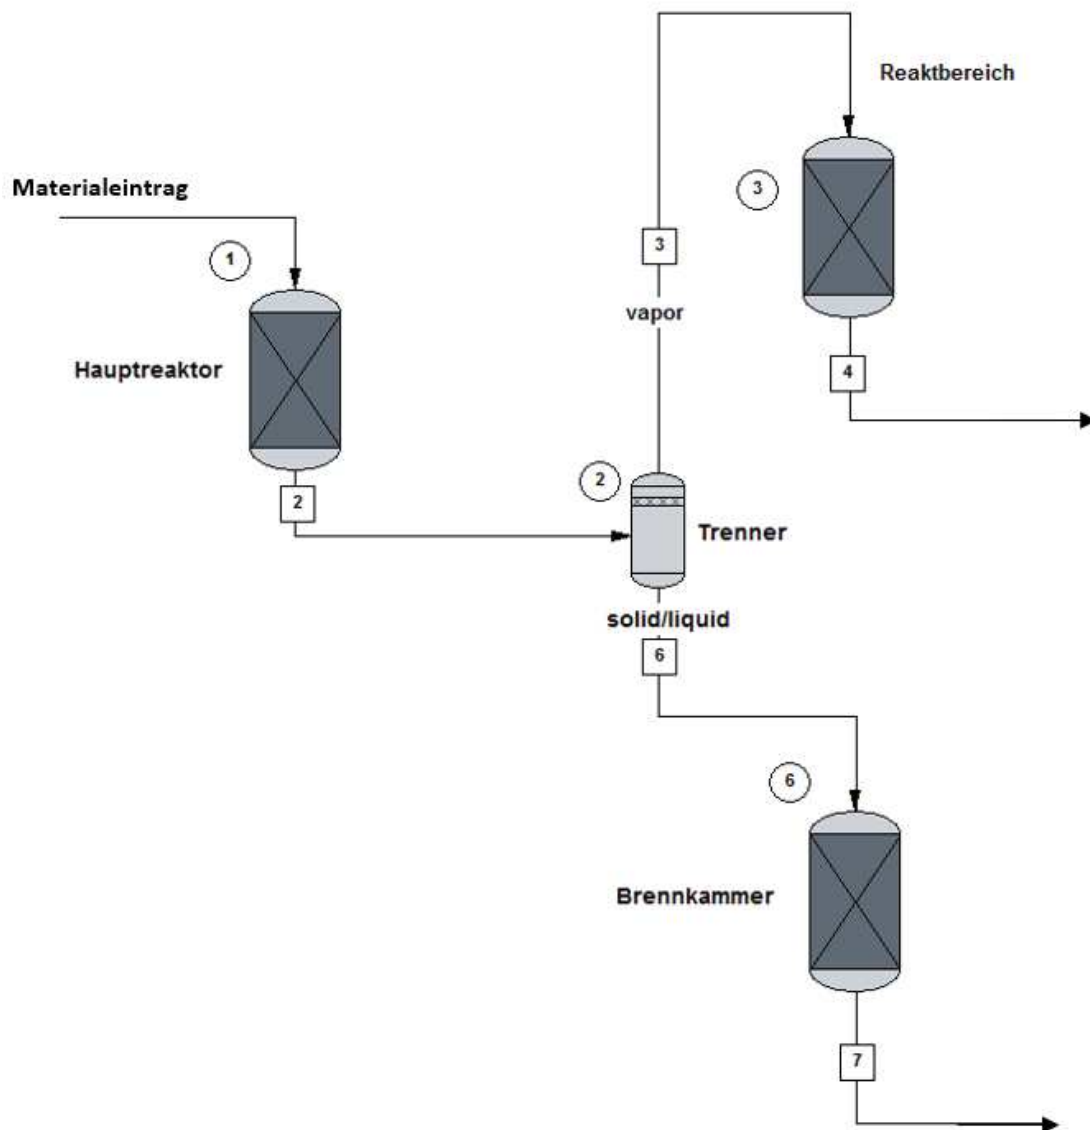 Reaktbereich
3
Materialeintrag
3
1
vapor
Hauptreaktor
4
2
2
Trenner
solid/liquid
6
6
Brennkammer
7